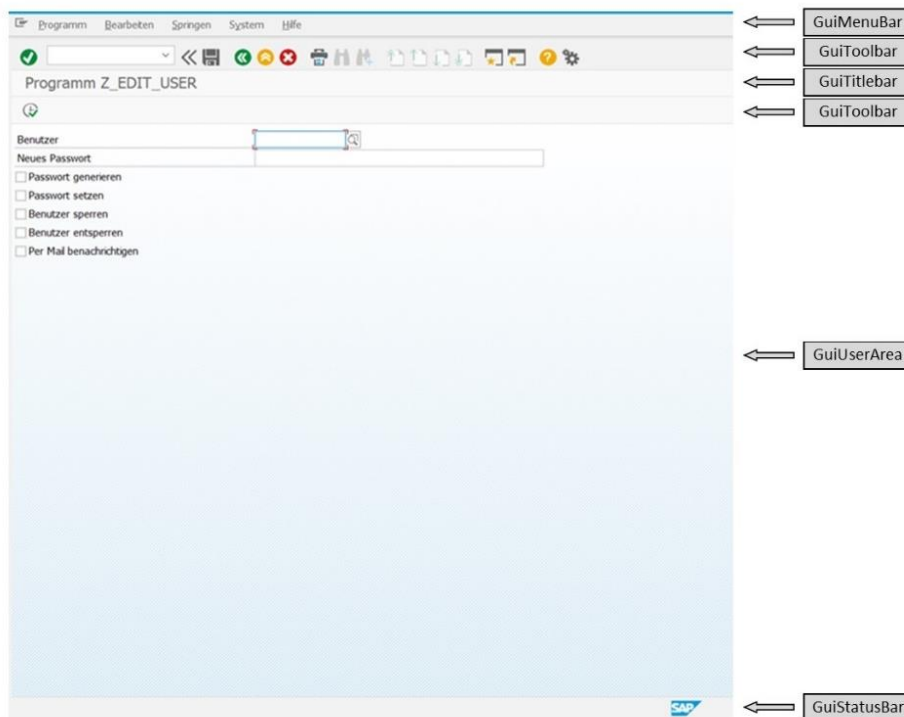 Programm Bearbeiten Springen System Hilfe GuiMenuBar
GuiToolbar
Programm Z_EDIT_USER GuiTitlebar
GuiToolbar
Benutzer
Neues Passwort
Passwort generieren
Passwort setzen
Benutzer sperren
Benutzer entsperren
Per Mail benachrichtigen
GuiUserArea
SAP GuiStatusBar